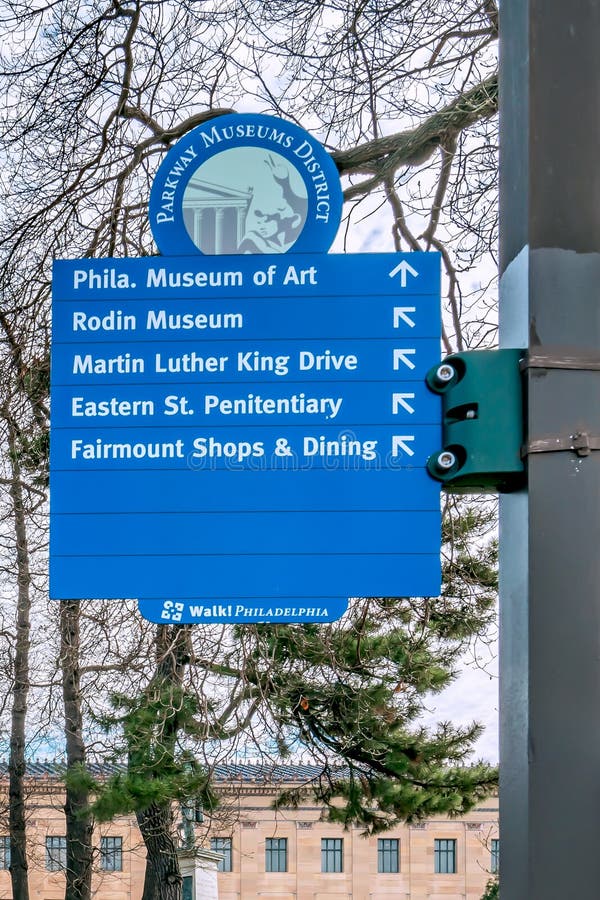 PARKWAY MUSEUMS DISTRICT
Phila. Museum of Art
Rodin Museum
Martin Luther King Drive
Eastern St. Penitentiary
Fairmount Shops & Dining
Walk! PHILADELPHIA
dreamstime